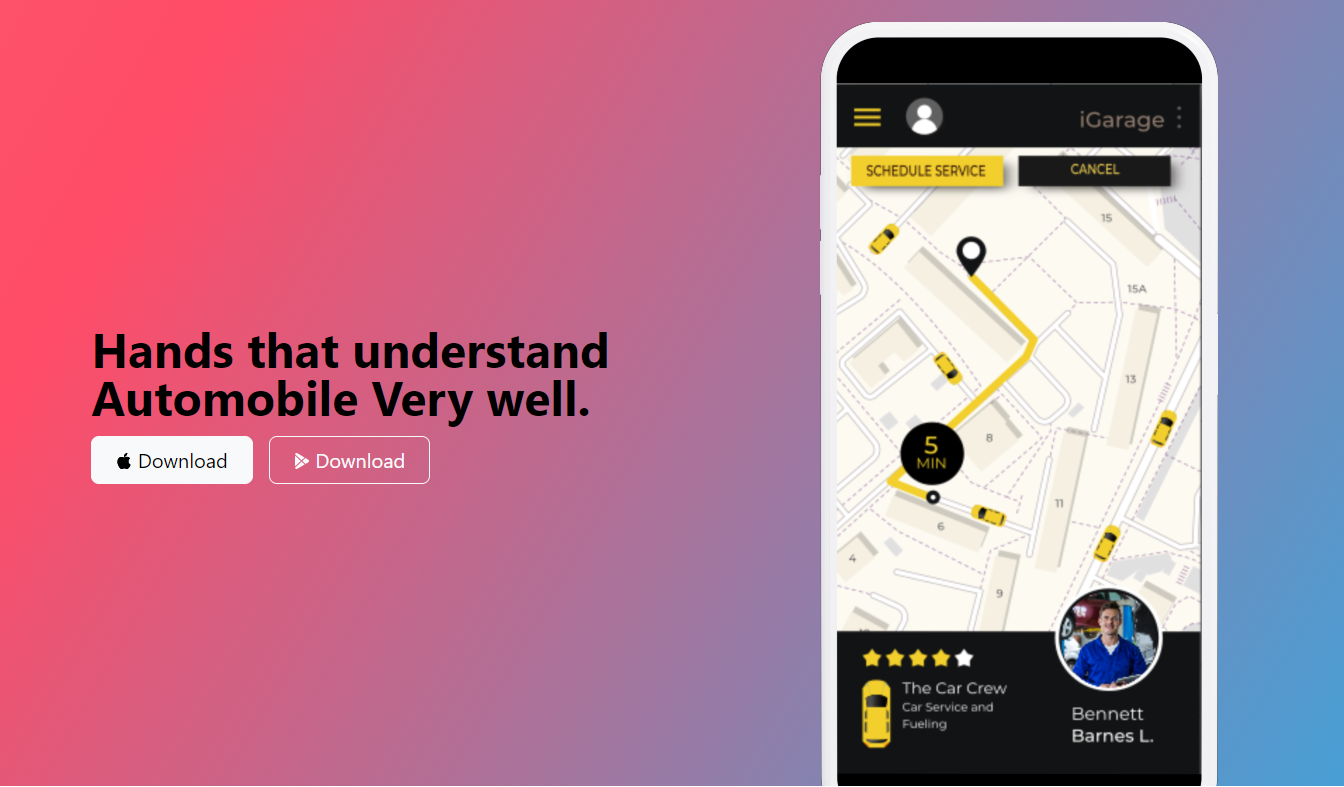 Hands that understand
Automobile Very well.
Download
Download
iGarage
SCHEDULE SERVICE
CANCEL
15
15A
13
8
5
MIN
11
6
4
9
The Car Crew
Car Service and
Fueling
Bennett
Barnes L.